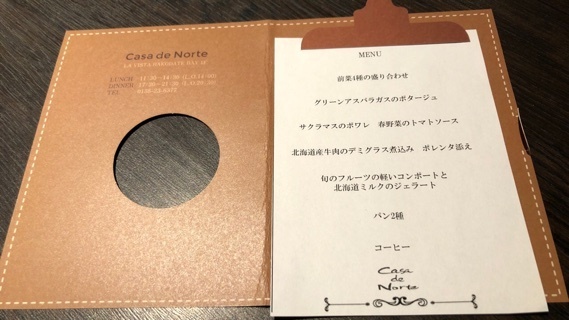 Casa de Norte
LUNCH
DINNER
TEL
MENU
前菜4種の盛り合わせ
グリーンアスパラガスのポタージュ
サクラマスのポワレ 春野菜のトマトソース
北海道産牛肉のデミグラス煮込み ポレンタ添え
旬のフルーツの軽いコンポートと
北海道ミルクのジェラート
パン2種
コーヒー
Casa
de
Norte